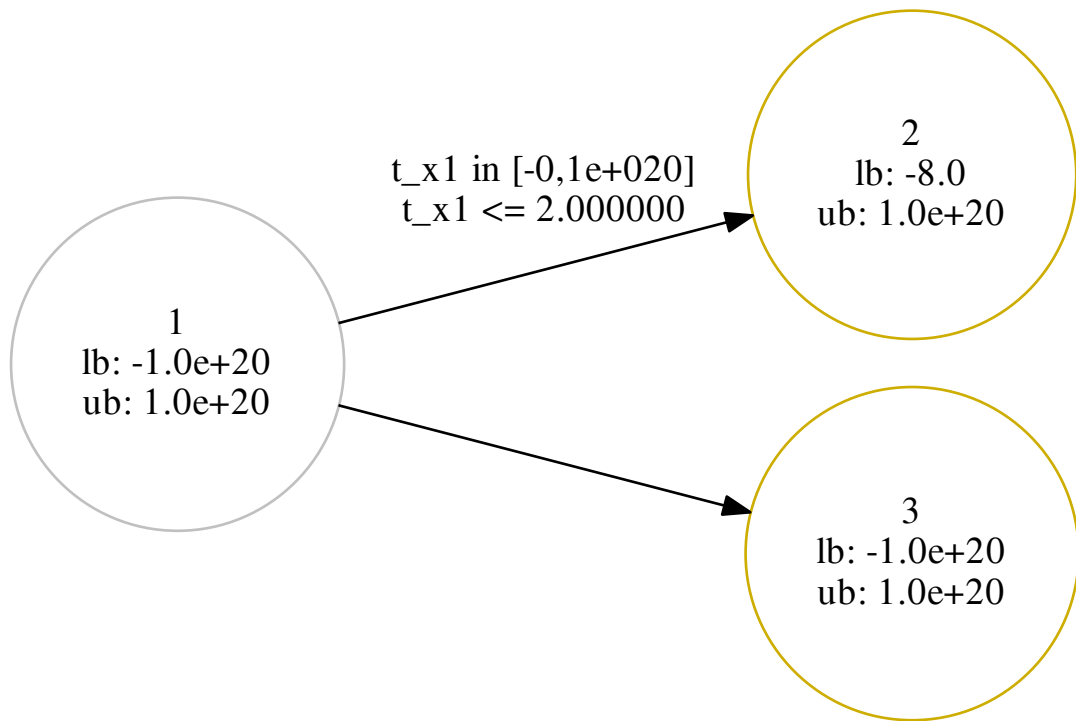 1
lb: -1.0e+20
ub: 1.0e+20
t_x1 in [-0,1e+020]
t_x1 <= 2.000000
2
lb: -8.0
ub: 1.0e+20
3
lb: -1.0e+20
ub: 1.0e+20